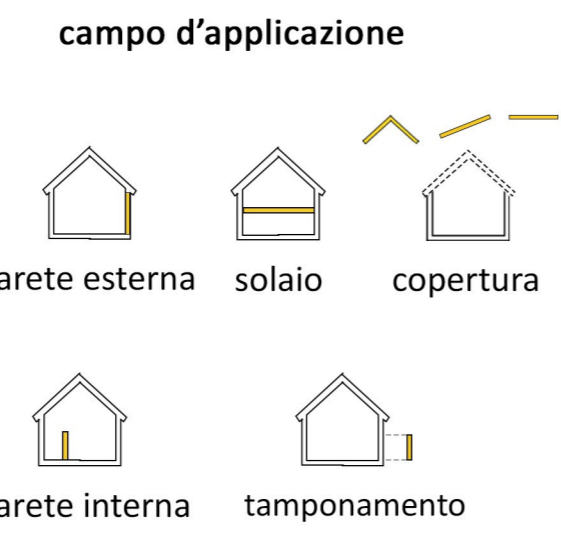 campo d’applicazione
arete esterna
solaio
copertura
arete interna
tamponamento